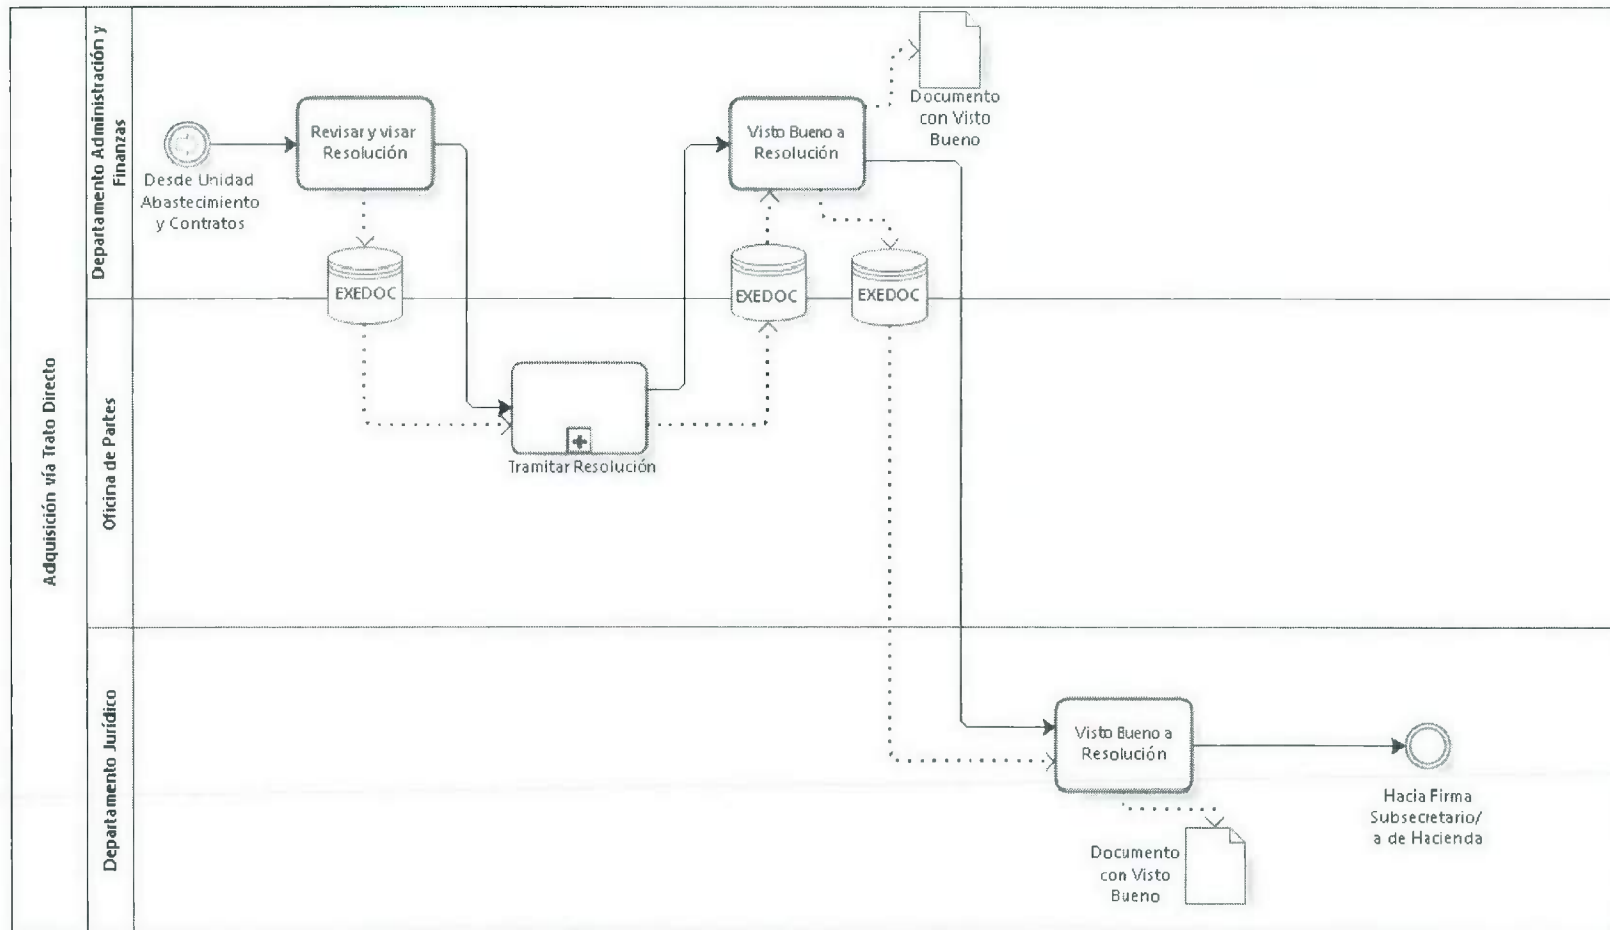 Adquisición vía Trato Directo
Departamento Administración y
Finanzas
Desde Unidad
Abastecimiento
y Contratos
Revisar y visar
Resolución
EXEDOC
Visto Bueno a
Resolución
Documento
con Visto
Bueno
EXEDOC
EXEDOC
Oficina de Partes
Tramitar Resolución
Departamento Jurídico
Visto Bueno a
Resolución
Documento
con Visto
Bueno
Hacia Firma
Subsecretario/
a de Hacienda